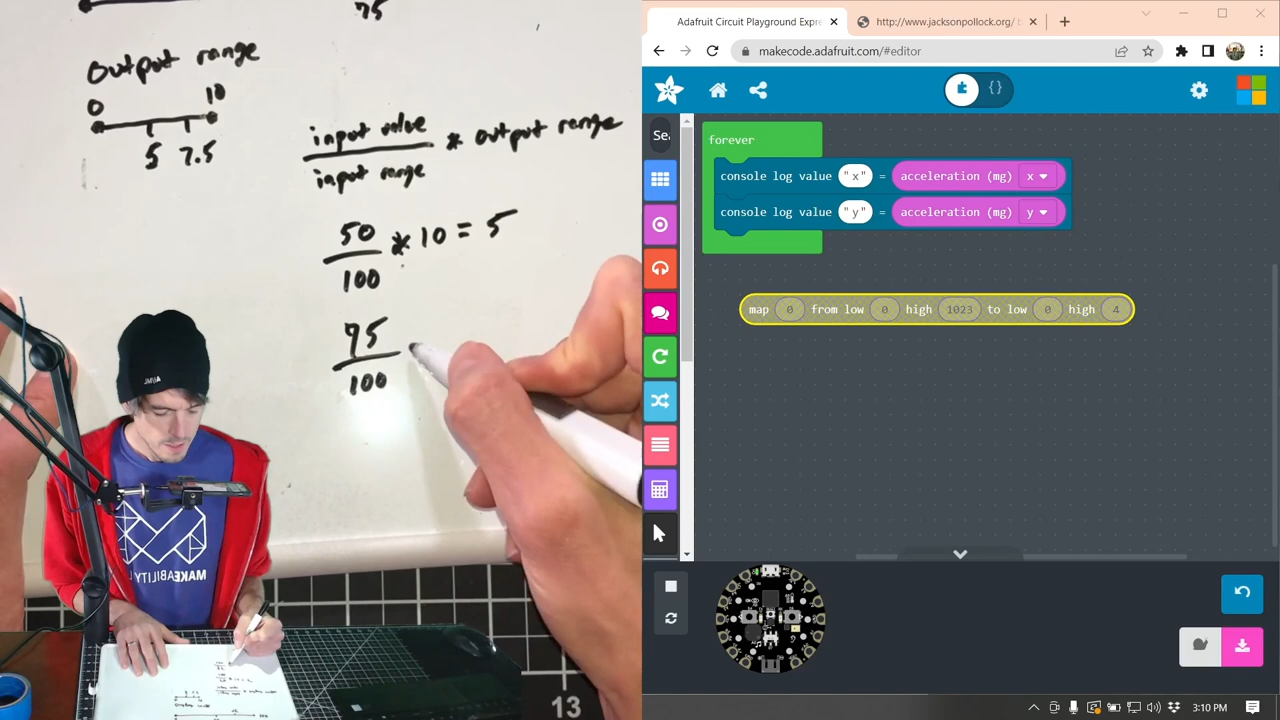 75
Output range
0 10
5 7.5
input value
input range
* output range
50
100
* 10 = 5
75
100
MAKEABILITY L
13
Adafruit Circuit Playground Expre
http://www.jacksonpollock.org/
makecode.adafruit.com/#editor
{}
Se
forever
console log value "x" = acceleration (mg) x
console log value "y" = acceleration (mg) y
map 0 from low 0 high 1023 to low 0 high 4
3:10 PM